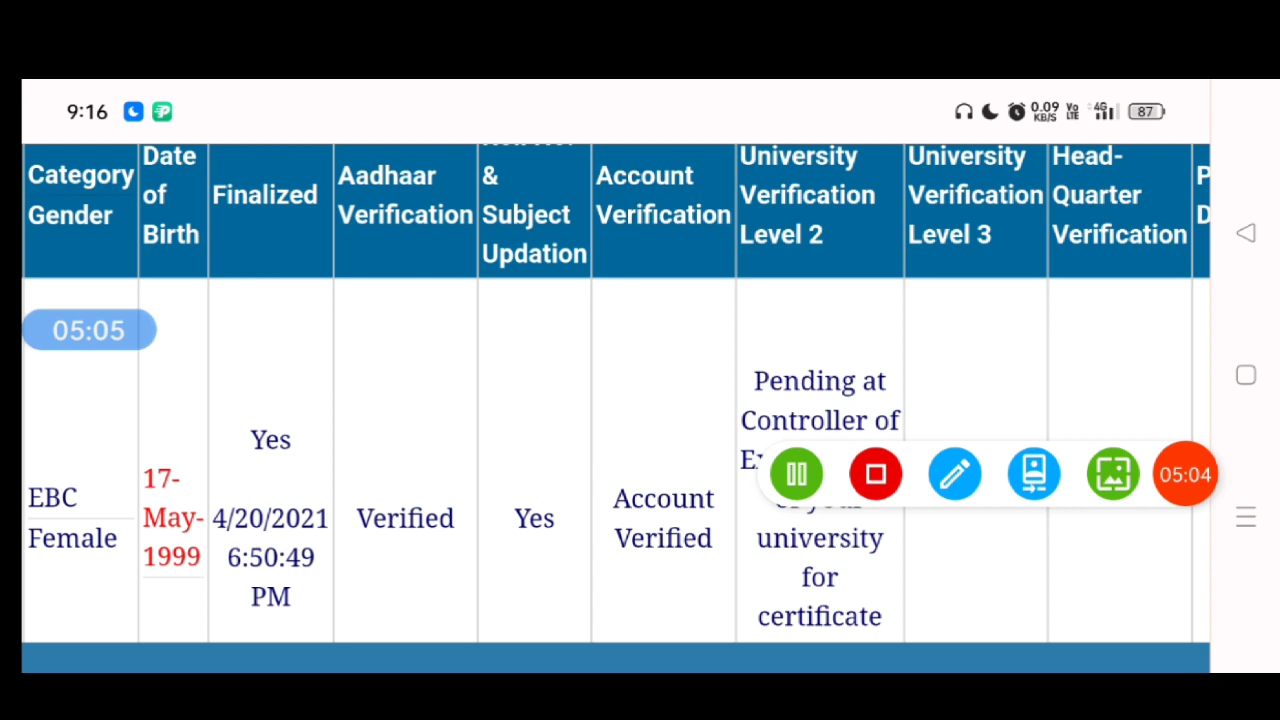 9:16
0.09
KB/S
Vo
LTE
4G
87
Category
Gender
Date
of
Birth
Finalized
Aadhaar
Verification
&
Subject
Updation
Account
Verification
University
Verification
Level 2
University
Verification
Level 3
Head-
Quarter
Verification
P
D
05:05
EBC
Female
17-
May-
1999
Yes
4/20/2021
6:50:49
PM
Verified
Yes
Account
Verified
Pending at
Controller of
university
for
certificate
05:04